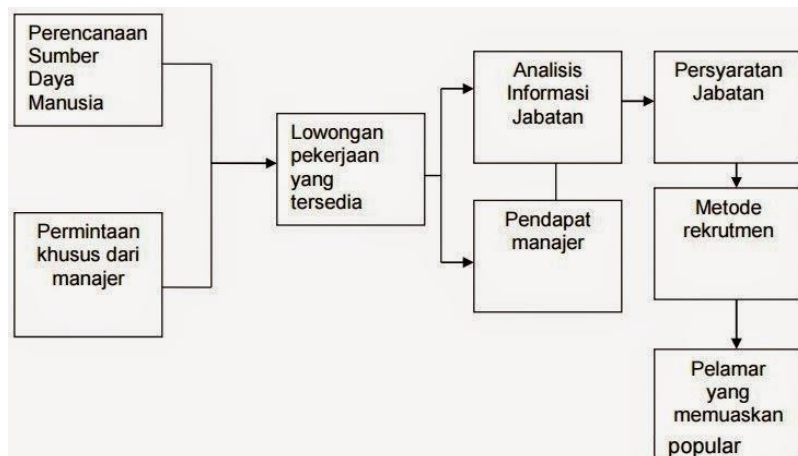 Perencanaan
Sumber
Daya
Manusia
Permintaan
khusus dari
manajer
Lowongan
pekerjaan
yang
tersedia
Analisis
Informasi
Jabatan
Pendapat
manajer
Persyaratan
Jabatan
Metode
rekrutmen
Pelamar
yang
memuaskan
popular